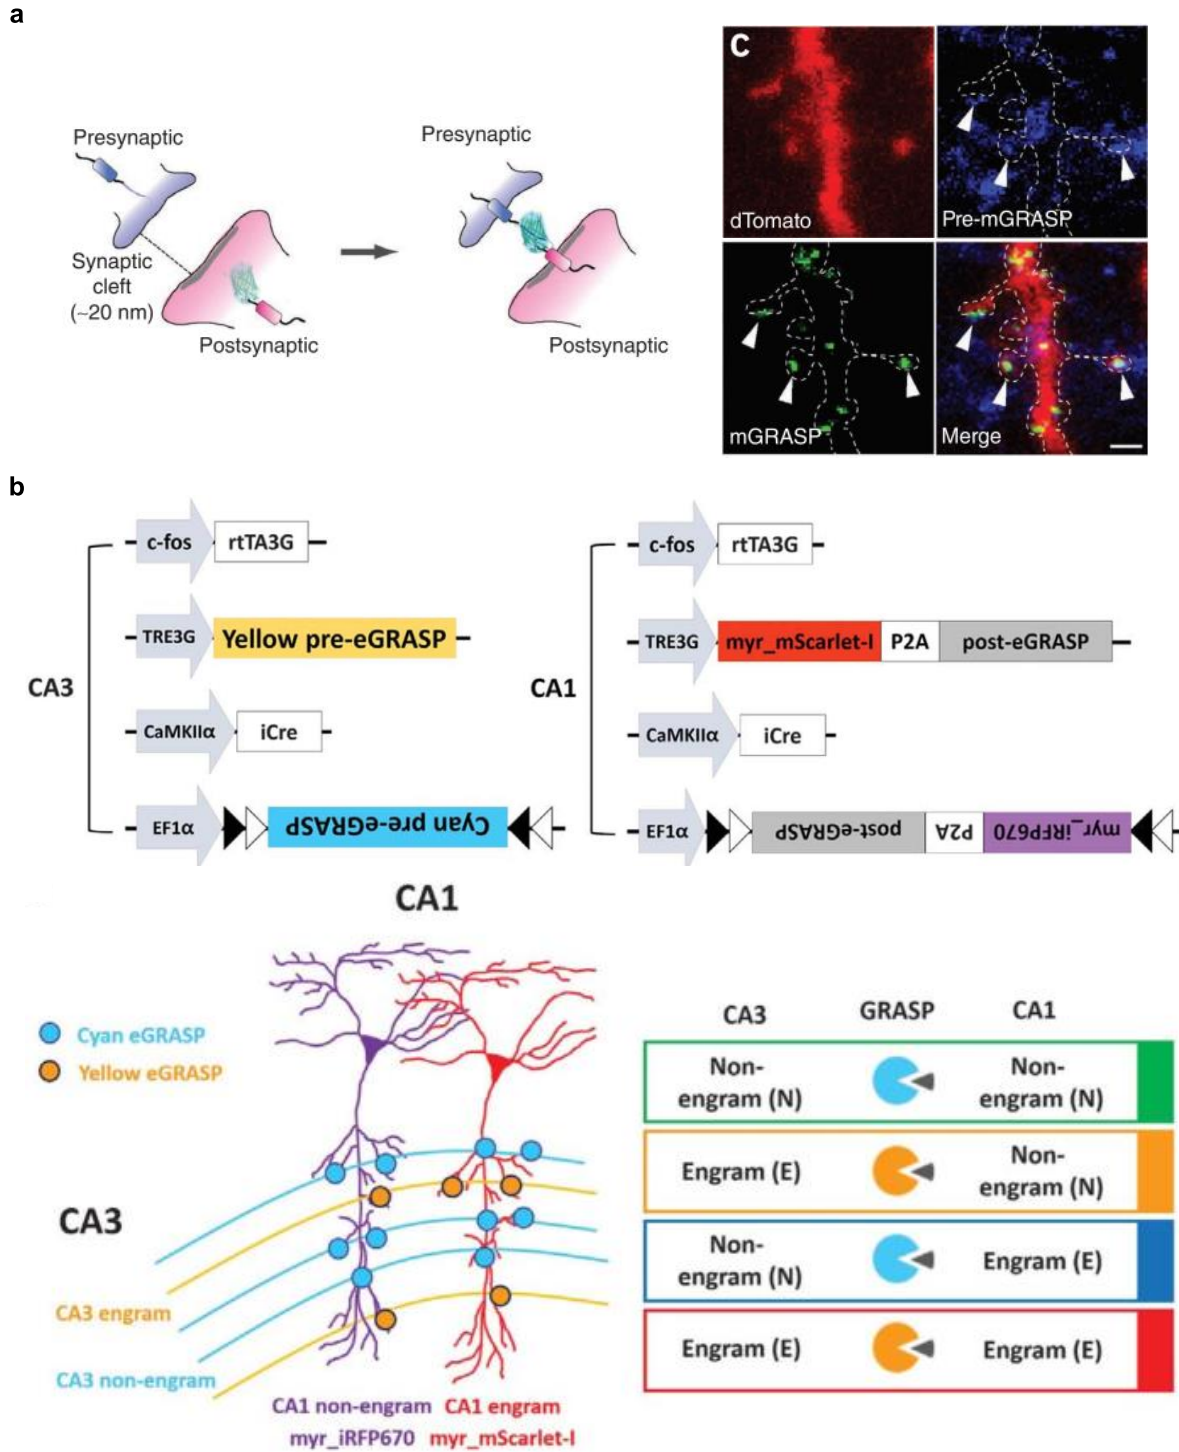 a
Presynaptic
Synaptic
cleft
(~20 nm)
Postsynaptic
Presynaptic
Postsynaptic
C
dTomato
Pre-mGRASP
mGRASP
Merge
b
CA3
c-fos
rtTA3G
TRE3G
Yellow pre-eGRASP
CaMKIIα
iCre
EF1α
Cyan pre-eGRASP
CA1
c-fos
rtTA3G
TRE3G
myr_mScarlet-I
P2A
post-eGRASP
CaMKIIα
iCre
EF1α
post-eGRASP
P2A
myr_iRFP670
CA1
Cyan eGRASP
Yellow eGRASP
CA3
CA3 engram
CA3 non-engram
CA1 non-engram
myr_iRFP670
CA1 engram
myr_mScarlet-I
CA3
GRASP
CA1
Non-
engram (N)
Non-
engram (N)
Engram (E)
Non-
engram (N)
Non-
engram (N)
Engram (E)
Engram (E)
Engram (E)